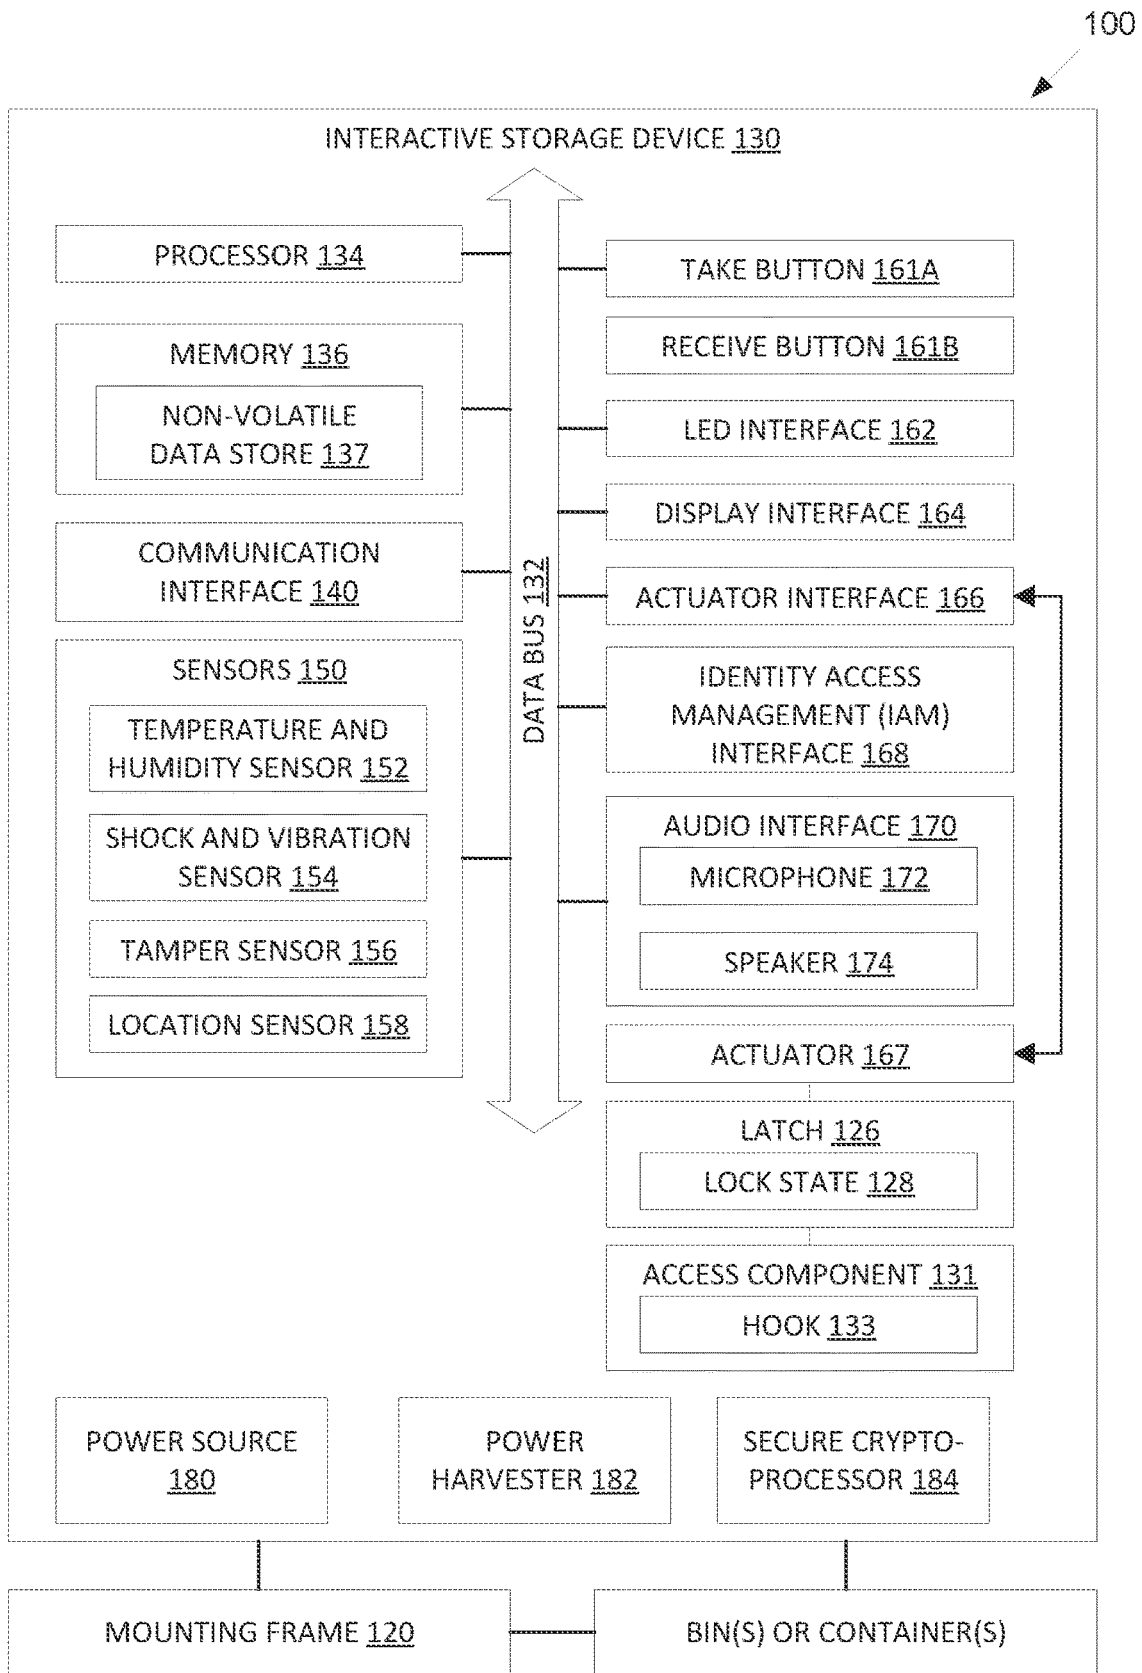 100
INTERACTIVE STORAGE DEVICE 130
PROCESSOR 134
MEMORY 136
NON-VOLATILE
DATA STORE 137
COMMUNICATION
INTERFACE 140
SENSORS 150
TEMPERATURE AND
HUMIDITY SENSOR 152
SHOCK AND VIBRATION
SENSOR 154
TAMPER SENSOR 156
LOCATION SENSOR 158
DATA BUS 132
TAKE BUTTON 161A
RECEIVE BUTTON 161B
LED INTERFACE 162
DISPLAY INTERFACE 164
ACTUATOR INTERFACE 166
IDENTITY ACCESS
MANAGEMENT (IAM)
INTERFACE 168
AUDIO INTERFACE 170
MICROPHONE 172
SPEAKER 174
ACTUATOR 167
LATCH 126
LOCK STATE 128
ACCESS COMPONENT 131
HOOK 133
POWER SOURCE
180
POWER
HARVESTER 182
SECURE CRYPTO-
PROCESSOR 184
MOUNTING FRAME 120
BIN(S) OR CONTAINER(S)